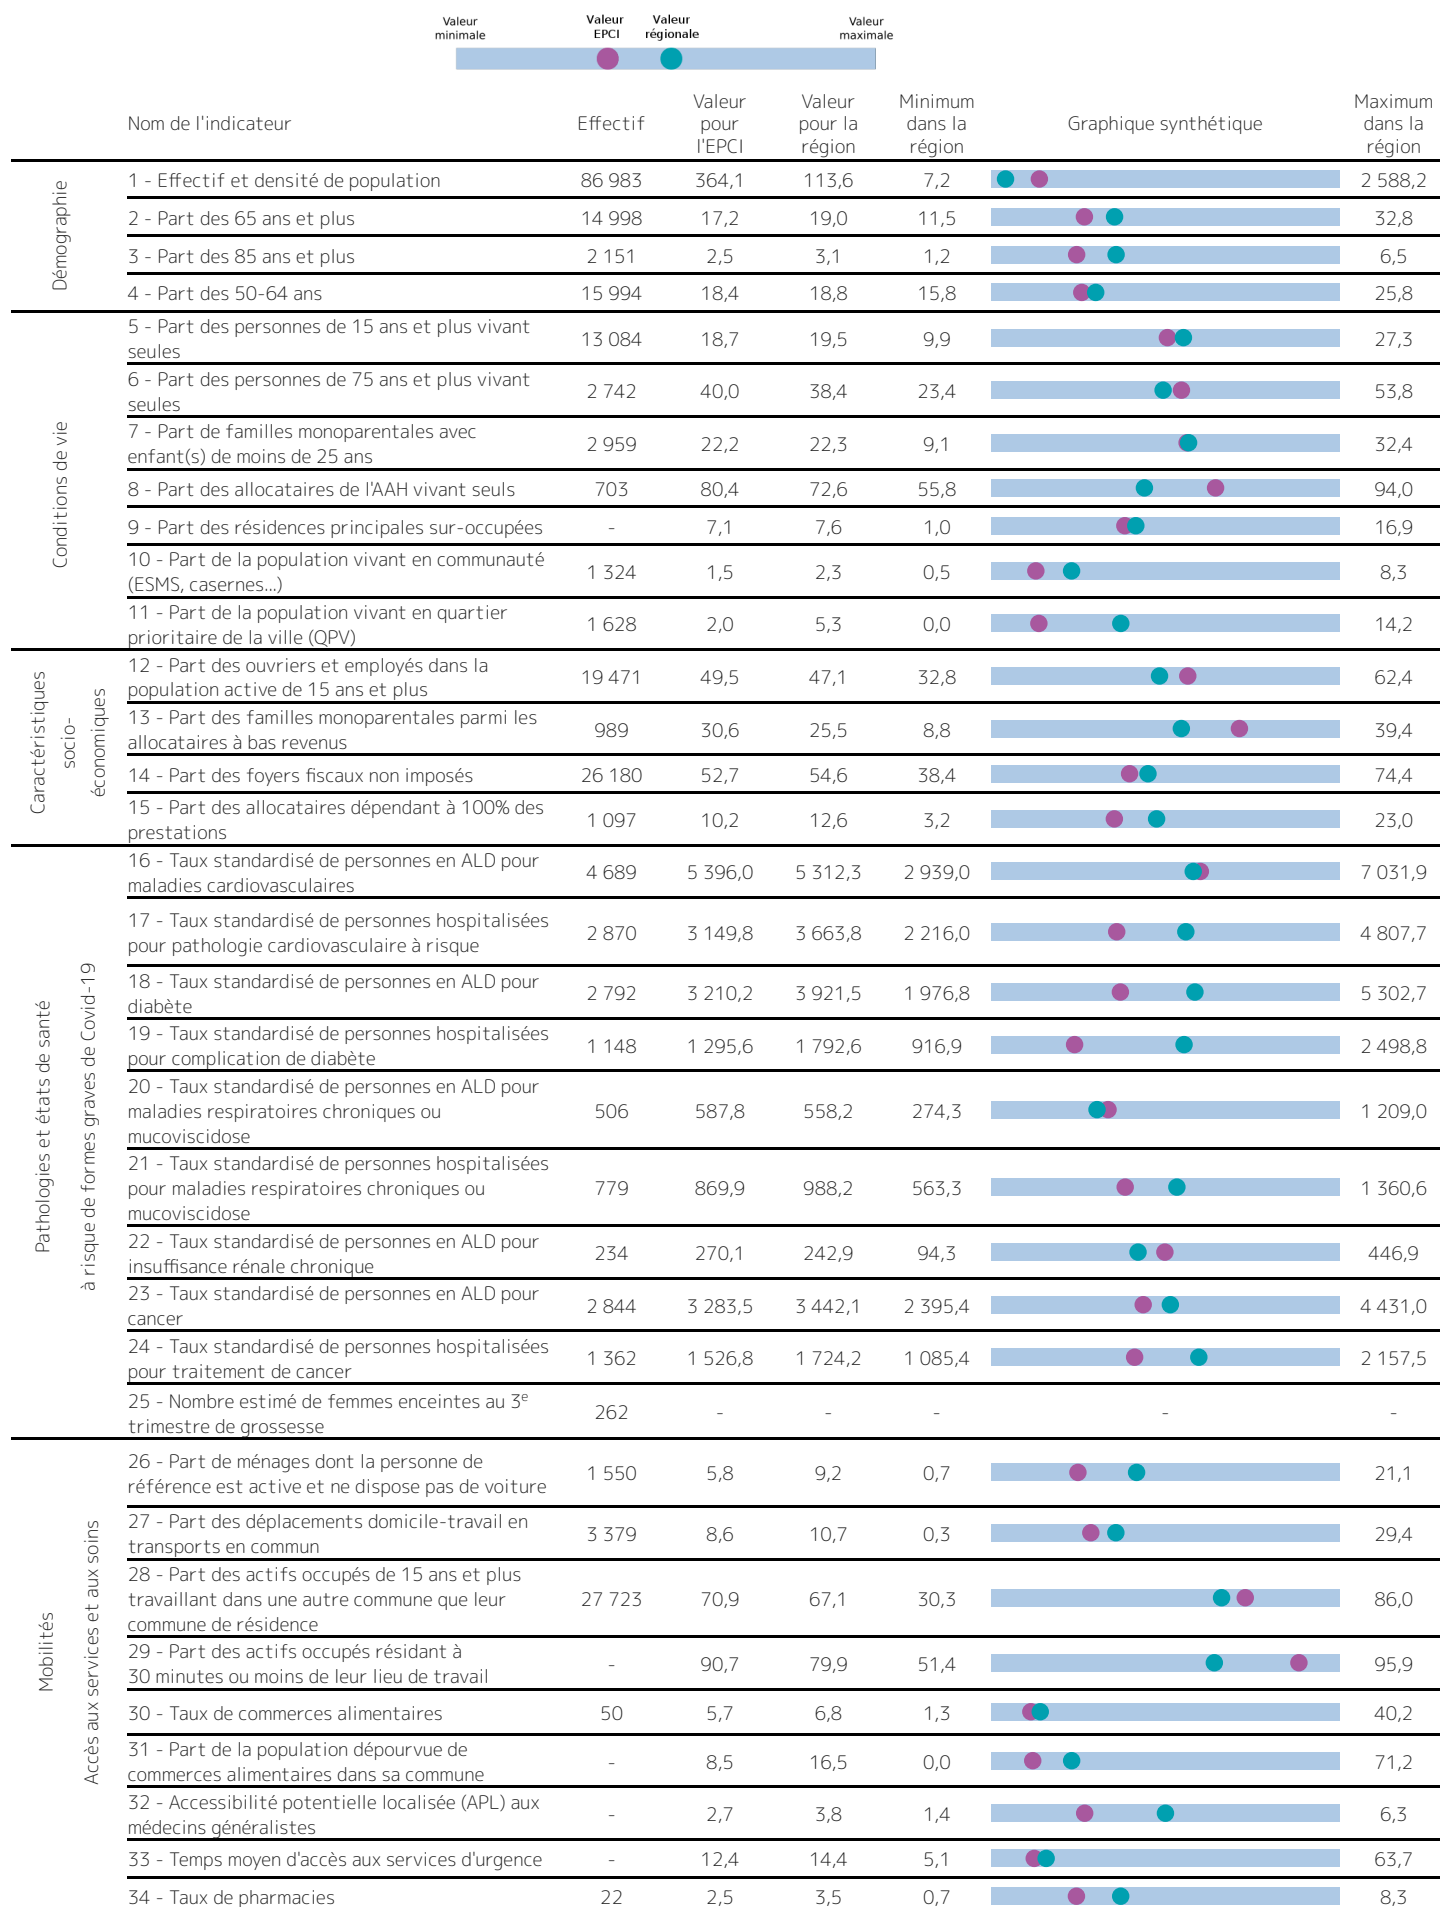 Valeur
minimale
Valeur
EPCI
Valeur
régionale
Valeur
maximale
Nom de l'indicateur
Effectif
Valeur
pour
l'EPCI
Valeur
pour la
région
Minimum
dans la
région
Graphique synthétique
Maximum
dans la
région
Démographie
1 - Effectif et densité de population 86 983 364,1 113,6 7,2 2 588,2
2 - Part des 65 ans et plus 14 998 17,2 19,0 11,5 32,8
3 - Part des 85 ans et plus 2 151 2,5 3,1 1,2 6,5
4 - Part des 50-64 ans 15 994 18,4 18,8 15,8 25,8
Conditions de vie
5 - Part des personnes de 15 ans et plus vivant
seules
13 084 18,7 19,5 9,9 27,3
6 - Part des personnes de 75 ans et plus vivant
seules
2 742 40,0 38,4 23,4 53,8
7 - Part de familles monoparentales avec
enfant(s) de moins de 25 ans
2 959 22,2 22,3 9,1 32,4
8 - Part des allocataires de l'AAH vivant seuls 703 80,4 72,6 55,8 94,0
9 - Part des résidences principales sur-occupées - 7,1 7,6 1,0 16,9
10 - Part de la population vivant en communauté
(ESMS, casernes...)
1 324 1,5 2,3 0,5 8,3
11 - Part de la population vivant en quartier
prioritaire de la ville (QPV)
1 628 2,0 5,3 0,0 14,2
Caractéristiques
socio-
économiques
12 - Part des ouvriers et employés dans la
population active de 15 ans et plus
19 471 49,5 47,1 32,8 62,4
13 - Part des familles monoparentales parmi les
allocataires à bas revenus
989 30,6 25,5 8,8 39,4
14 - Part des foyers fiscaux non imposés 26 180 52,7 54,6 38,4 74,4
15 - Part des allocataires dépendant à 100% des
prestations
1 097 10,2 12,6 3,2 23,0
Pathologies et états de santé
à risque de formes graves de Covid-19
16 - Taux standardisé de personnes en ALD pour
maladies cardiovasculaires
4 689 5 396,0 5 312,3 2 939,0 7 031,9
17 - Taux standardisé de personnes hospitalisées
pour pathologie cardiovasculaire à risque
2 870 3 149,8 3 663,8 2 216,0 4 807,7
18 - Taux standardisé de personnes en ALD pour
diabète
2 792 3 210,2 3 921,5 1 976,8 5 302,7
19 - Taux standardisé de personnes hospitalisées
pour complication de diabète
1 148 1 295,6 1 792,6 916,9 2 498,8
20 - Taux standardisé de personnes en ALD pour
maladies respiratoires chroniques ou
mucoviscidose
506 587,8 558,2 274,3 1 209,0
21 - Taux standardisé de personnes hospitalisées
pour maladies respiratoires chroniques ou
mucoviscidose
779 869,9 988,2 563,3 1 360,6
22 - Taux standardisé de personnes en ALD pour
insuffisance rénale chronique
234 270,1 242,9 94,3 446,9
23 - Taux standardisé de personnes en ALD pour
cancer
2 844 3 283,5 3 442,1 2 395,4 4 431,0
24 - Taux standardisé de personnes hospitalisées
pour traitement de cancer
1 362 1 526,8 1 724,2 1 085,4 2 157,5
25 - Nombre estimé de femmes enceintes au 3e
trimestre de grossesse
262 - - - - -
Mobilités
Accès aux services et aux soins
26 - Part de ménages dont la personne de
référence est active et ne dispose pas de voiture
1 550 5,8 9,2 0,7 21,1
27 - Part des déplacements domicile-travail en
transports en commun
3 379 8,6 10,7 0,3 29,4
28 - Part des actifs occupés de 15 ans et plus
travaillant dans une autre commune que leur
commune de résidence
27 723 70,9 67,1 30,3 86,0
29 - Part des actifs occupés résidant à
30 minutes ou moins de leur lieu de travail
- 90,7 79,9 51,4 95,9
30 - Taux de commerces alimentaires 50 5,7 6,8 1,3 40,2
31 - Part de la population dépourvue de
commerces alimentaires dans sa commune
- 8,5 16,5 0,0 71,2
32 - Accessibilité potentielle localisée (APL) aux
médecins généralistes
- 2,7 3,8 1,4 6,3
33 - Temps moyen d'accès aux services d'urgence - 12,4 14,4 5,1 63,7
34 - Taux de pharmacies 22 2,5 3,5 0,7 8,3